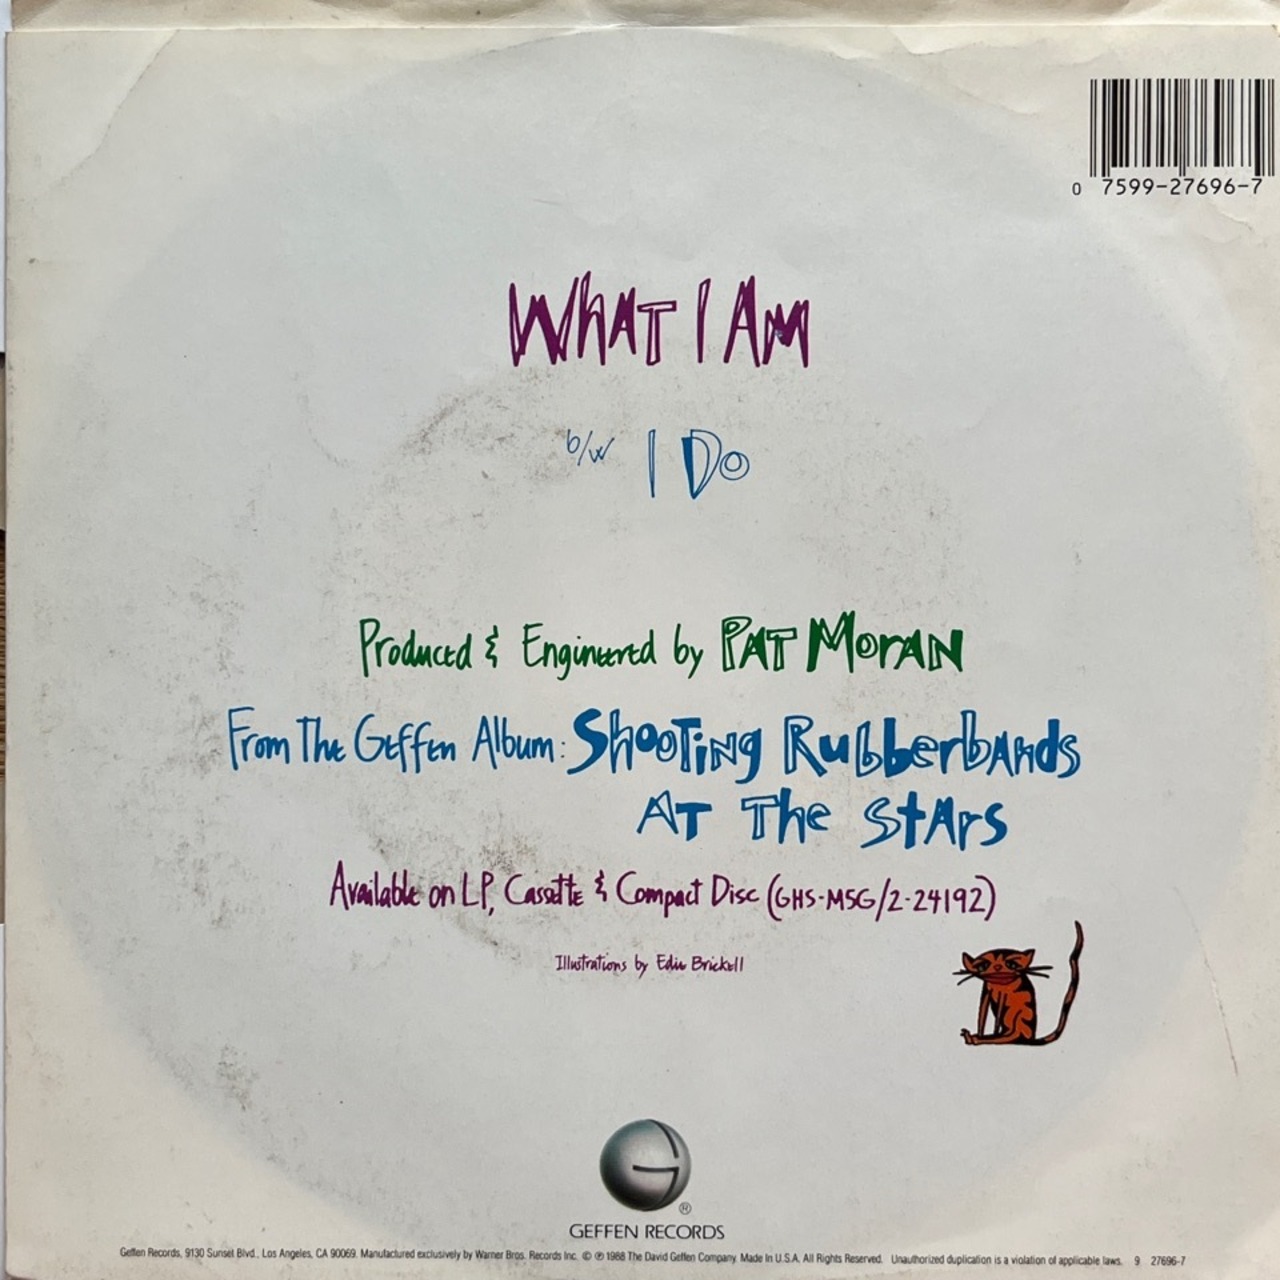 0 7599-27696-7
WhAT I AM
b/w I Do
Produced & Engineered by PAT MorAN
From The Geffen Album: ShooTiNg RubberbANds
AT The StArs
Available on LP, Cassette & Compact Disc (GHS-M5G/2-24192)
Illustrations by Edie Brickell
G
®
GEFFEN RECORDS
Geffen Records, 9130 Sunset Blvd., Los Angeles, CA 90069. Manufactured exclusively by Warner Bros. Records Inc. © ℗ 1988 The David Geffen Company. Made In U.S.A. All Rights Reserved. Unauthorized duplication is a violation of applicable laws. 9 27696-7